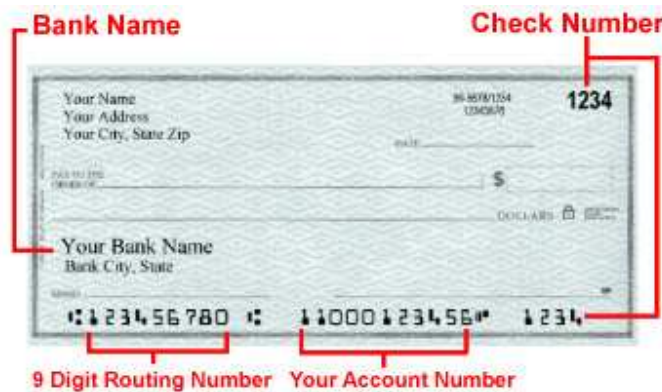 Bank Name
Check Number
Your Name
Your Address
Your City, State Zip
1234
DATE
PAY TO THE
ORDER OF
$
DOLLARS
Your Bank Name
Bank City, State
MEMO
⑆123456780⑆ 11000123456⑈ 1234
9 Digit Routing Number
Your Account Number